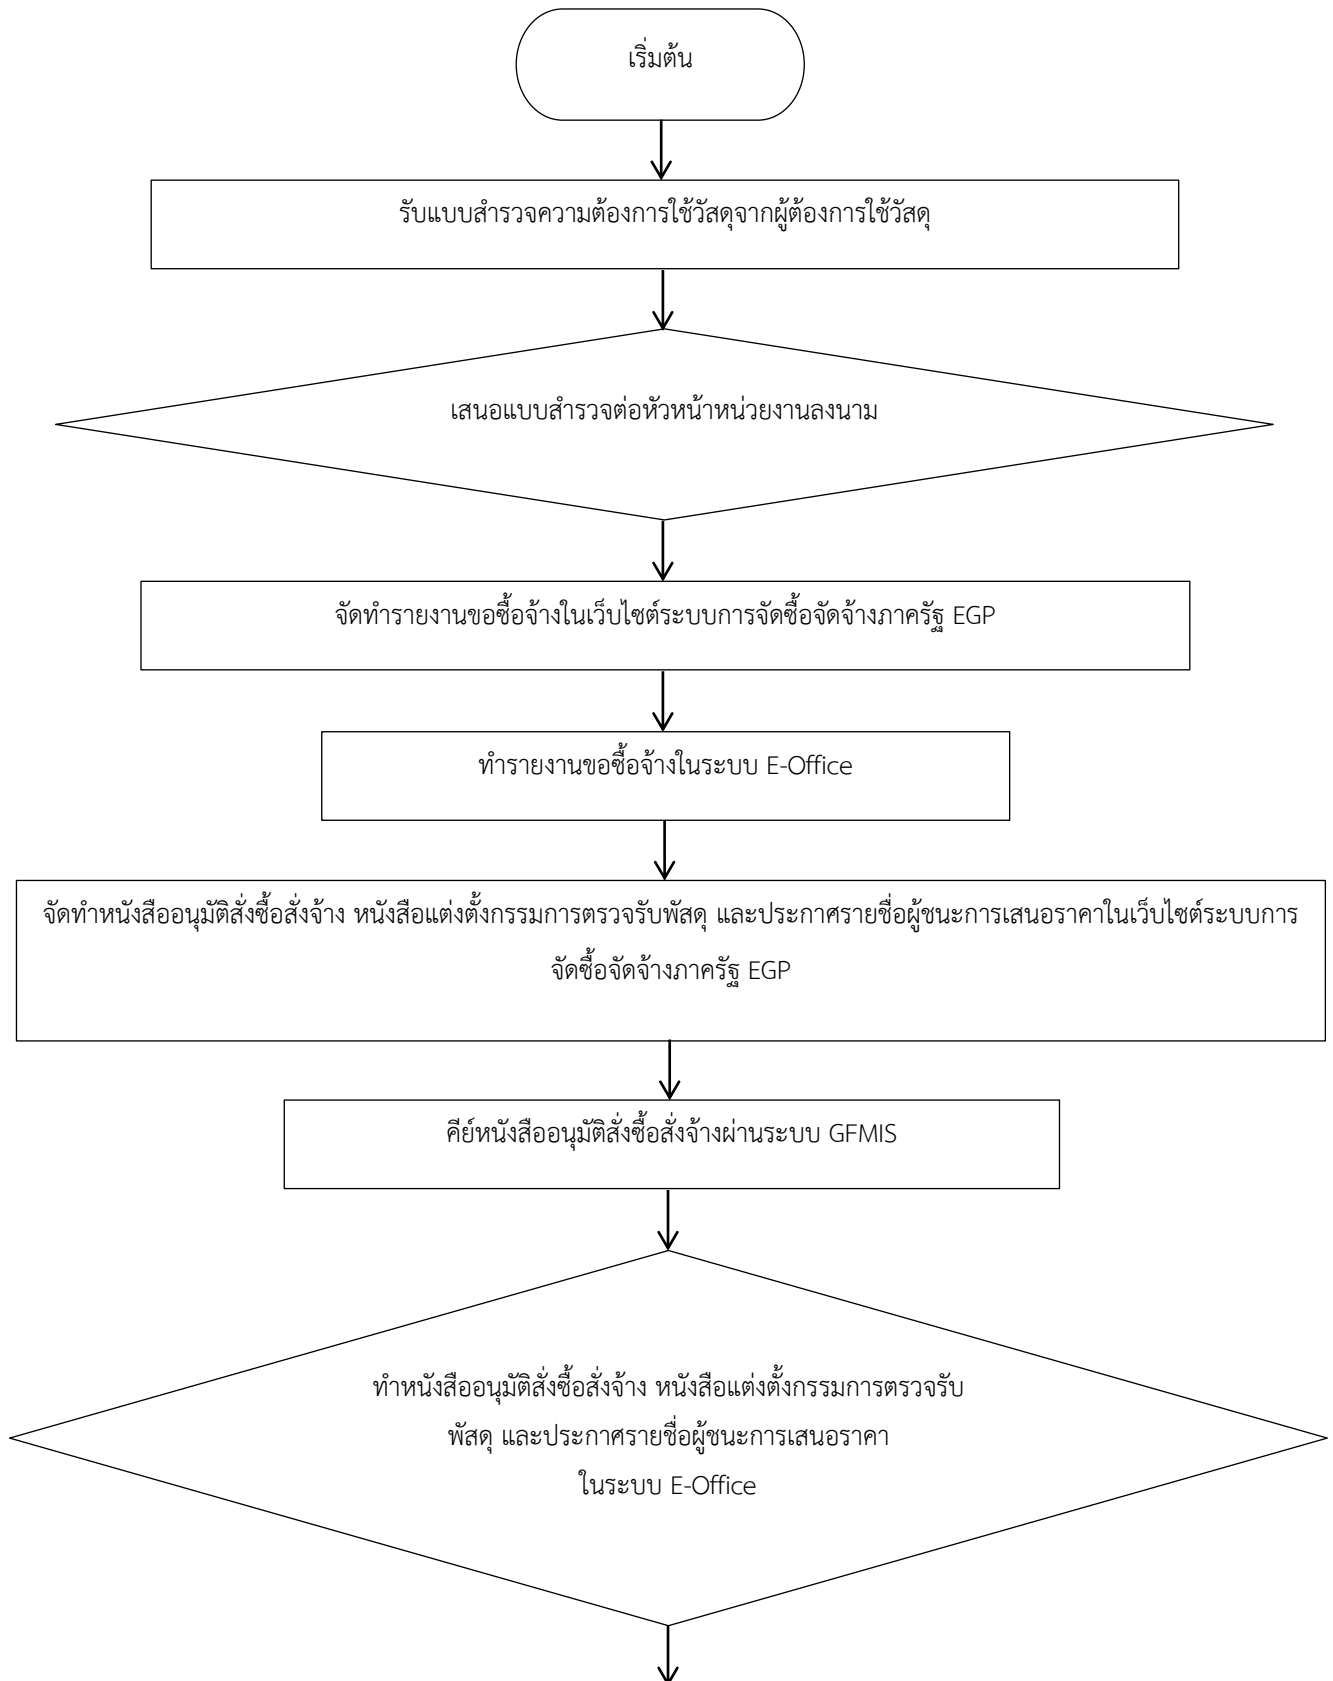 เริ่มต้น
รับแบบสำรวจความต้องการใช้วัสดุจากผู้ต้องการใช้วัสดุ
เสนอแบบสำรวจต่อหัวหน้าหน่วยงานลงนาม
จัดทำรายงานขอซื้อจ้างในเว็บไซต์ระบบการจัดซื้อจัดจ้างภาครัฐ EGP
ทำรายงานขอซื้อจ้างในระบบ E-Office
จัดทำหนังสืออนุมัติสั่งซื้อสั่งจ้าง หนังสือแต่งตั้งกรรมการตรวจรับพัสดุ และประกาศรายชื่อผู้ชนะการเสนอราคาในเว็บไซต์ระบบการ
จัดซื้อจัดจ้างภาครัฐ EGP
คีย์หนังสืออนุมัติสั่งซื้อสั่งจ้างผ่านระบบ GFMIS
ทำหนังสืออนุมัติสั่งซื้อสั่งจ้าง หนังสือแต่งตั้งกรรมการตรวจรับ
พัสดุ และประกาศรายชื่อผู้ชนะการเสนอราคา
ในระบบ E-Office